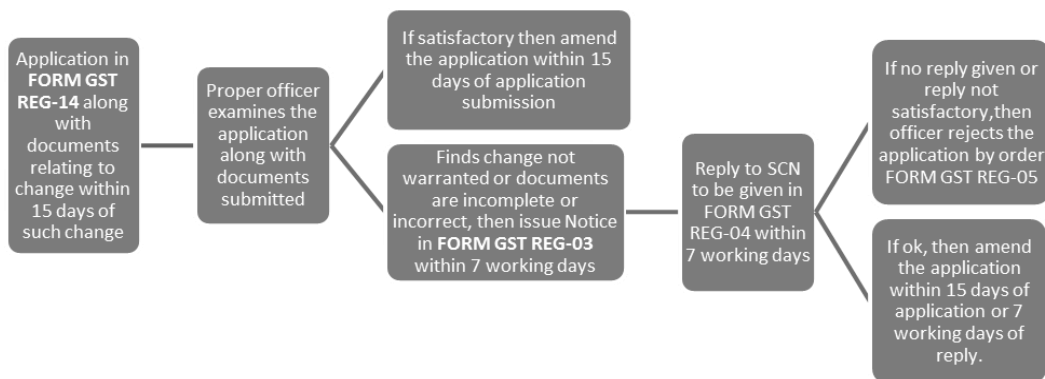 Application in
FORM GST
REG-14 along
with
documents
relating to
change within
15 days of
such change
Proper officer
examines the
application
along with
documents
submitted
If satisfactory then amend
the application within 15
days of application
submission
Finds change not
warranted or documents
are incomplete or
incorrect, then issue Notice
in FORM GST REG-03
within 7 working days
Reply to SCN
to be given in
FORM GST
REG-04 within
7 working days
If no reply given or
reply not
satisfactory,then
officer rejects the
application by order
FORM GST REG-05
If ok, then amend
the application
within 15 days of
application or 7
working days of
reply.